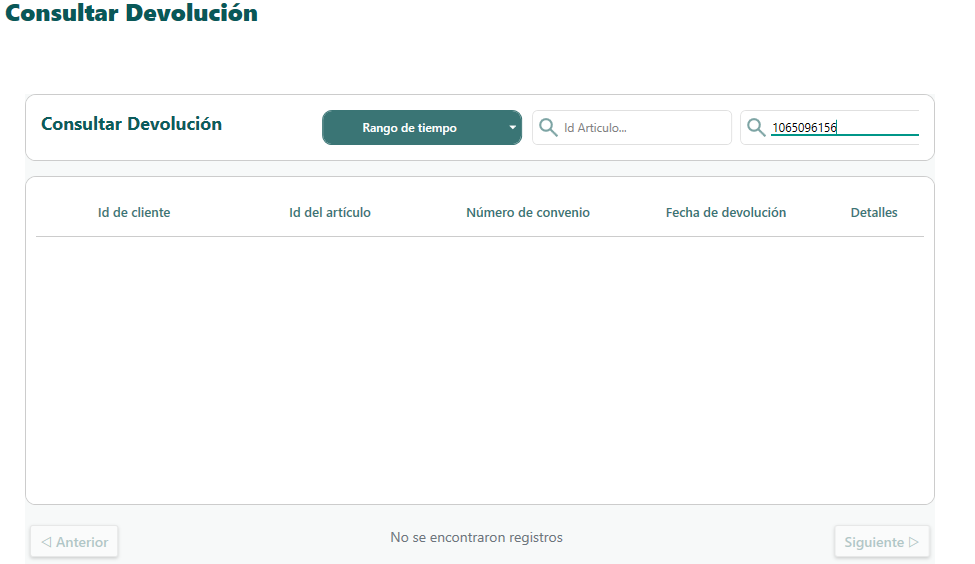 Consultar Devolución
Consultar Devolución
Rango de tiempo
Id Articulo...
1065096156
Id de cliente
Id del artículo
Número de convenio
Fecha de devolución
Detalles
Anterior
No se encontraron registros
Siguiente